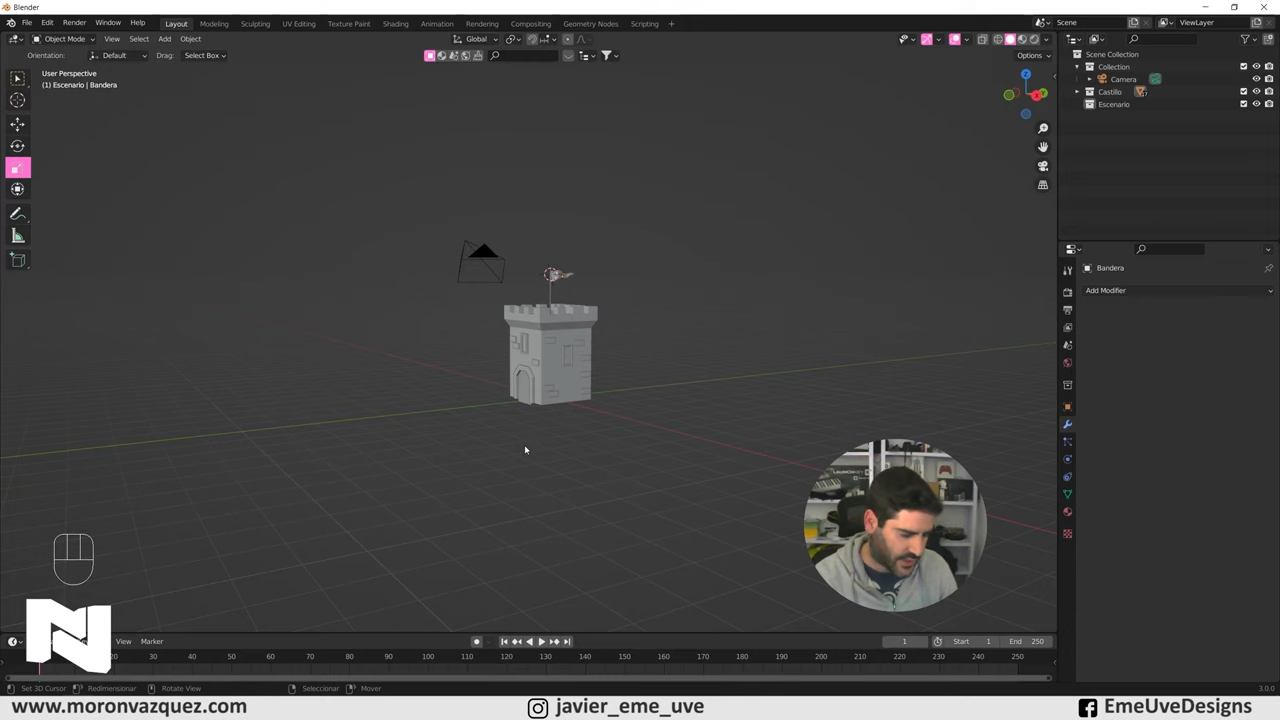 Blender
File Edit Render Window Help Layout Modeling Sculpting UV Editing Texture Paint Shading Animation Rendering Compositing Geometry Nodes Scripting + Scene ViewLayer
Object Mode View Select Add Object Global
Orientation: Default Drag: Select Box Options
User Perspective
(1) Escenario | Bandera
Scene Collection
Collection
Camera
Castillo
Escenario
Bandera
Add Modifier
View Marker 1 Start 1 End 250
20 30 40 50 60 70 80 90 100 110 120 130 140 150 160 170 180 190 200 210 220 230 240 250
Set 3D Cursor Redimensionar Rotate View Seleccionar Mover 3.0.0
N
www.moronvazquez.com javier_eme_uve EmeUveDesigns